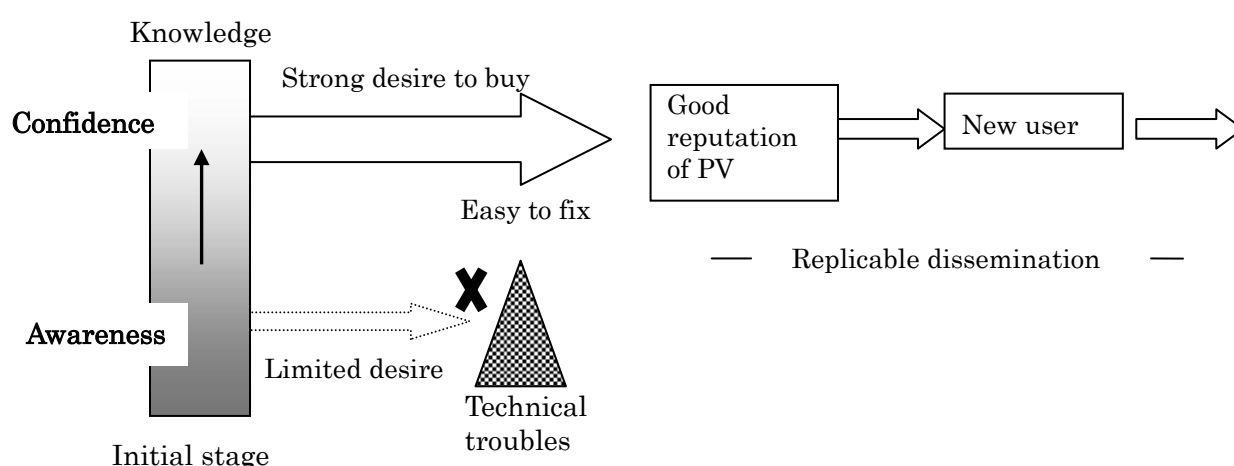 Knowledge
Strong desire to buy
Confidence
Good
reputation
of PV
New user
Easy to fix
Replicable dissemination
Awareness
Limited desire
Technical
troubles
Initial stage